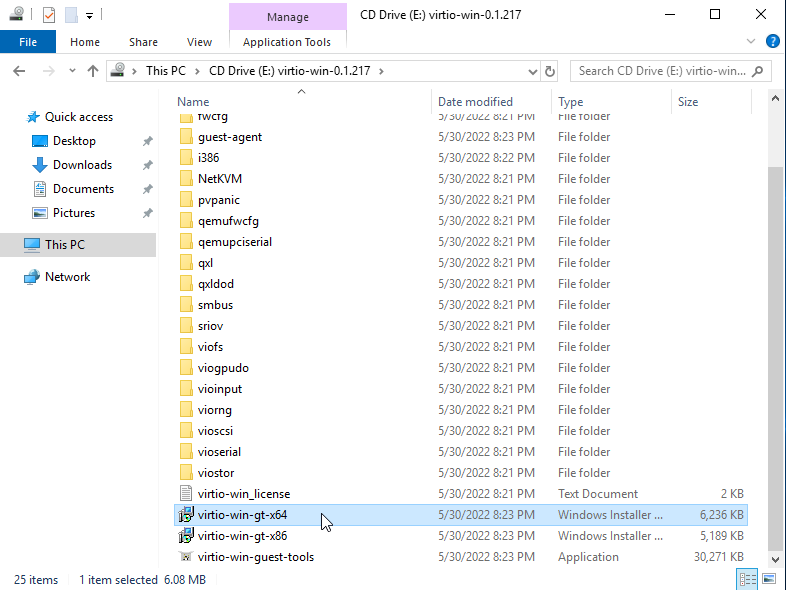 Manage
CD Drive (E:) virtio-win-0.1.217
File Home Share View Application Tools
This PC CD Drive (E:) virtio-win-0.1.217
Search CD Drive (E:) virtio-win...
Name Date modified Type Size
Quick access
Desktop
Downloads
Documents
Pictures
This PC
Network
fwcfg 5/30/2022 8:21 PM File folder
guest-agent 5/30/2022 8:23 PM File folder
i386 5/30/2022 8:22 PM File folder
NetKVM 5/30/2022 8:21 PM File folder
pvpanic 5/30/2022 8:21 PM File folder
qemufwcfg 5/30/2022 8:21 PM File folder
qemupciserial 5/30/2022 8:21 PM File folder
qxl 5/30/2022 8:21 PM File folder
qxldod 5/30/2022 8:21 PM File folder
smbus 5/30/2022 8:21 PM File folder
sriov 5/30/2022 8:21 PM File folder
viofs 5/30/2022 8:21 PM File folder
viogpudo 5/30/2022 8:21 PM File folder
vioinput 5/30/2022 8:21 PM File folder
viorng 5/30/2022 8:21 PM File folder
vioscsi 5/30/2022 8:21 PM File folder
vioserial 5/30/2022 8:21 PM File folder
viostor 5/30/2022 8:21 PM File folder
virtio-win_license 5/30/2022 8:21 PM Text Document 2 KB
virtio-win-gt-x64 5/30/2022 8:23 PM Windows Installer ... 6,236 KB
virtio-win-gt-x86 5/30/2022 8:23 PM Windows Installer ... 5,189 KB
virtio-win-guest-tools 5/30/2022 8:23 PM Application 30,271 KB
25 items 1 item selected 6.08 MB